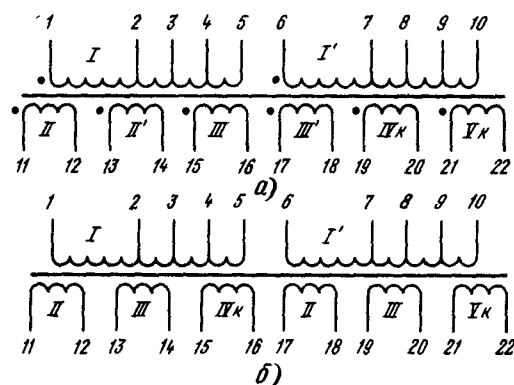 1 2 3 4 5 6 7 8 9 10
I I'
II II' III III' IVк Vк
11 12 13 14 15 16 17 18 19 20 21 22
а)
1 2 3 4 5 6 7 8 9 10
I I'
II III IVк II III Vк
11 12 13 14 15 16 17 18 19 20 21 22
б)